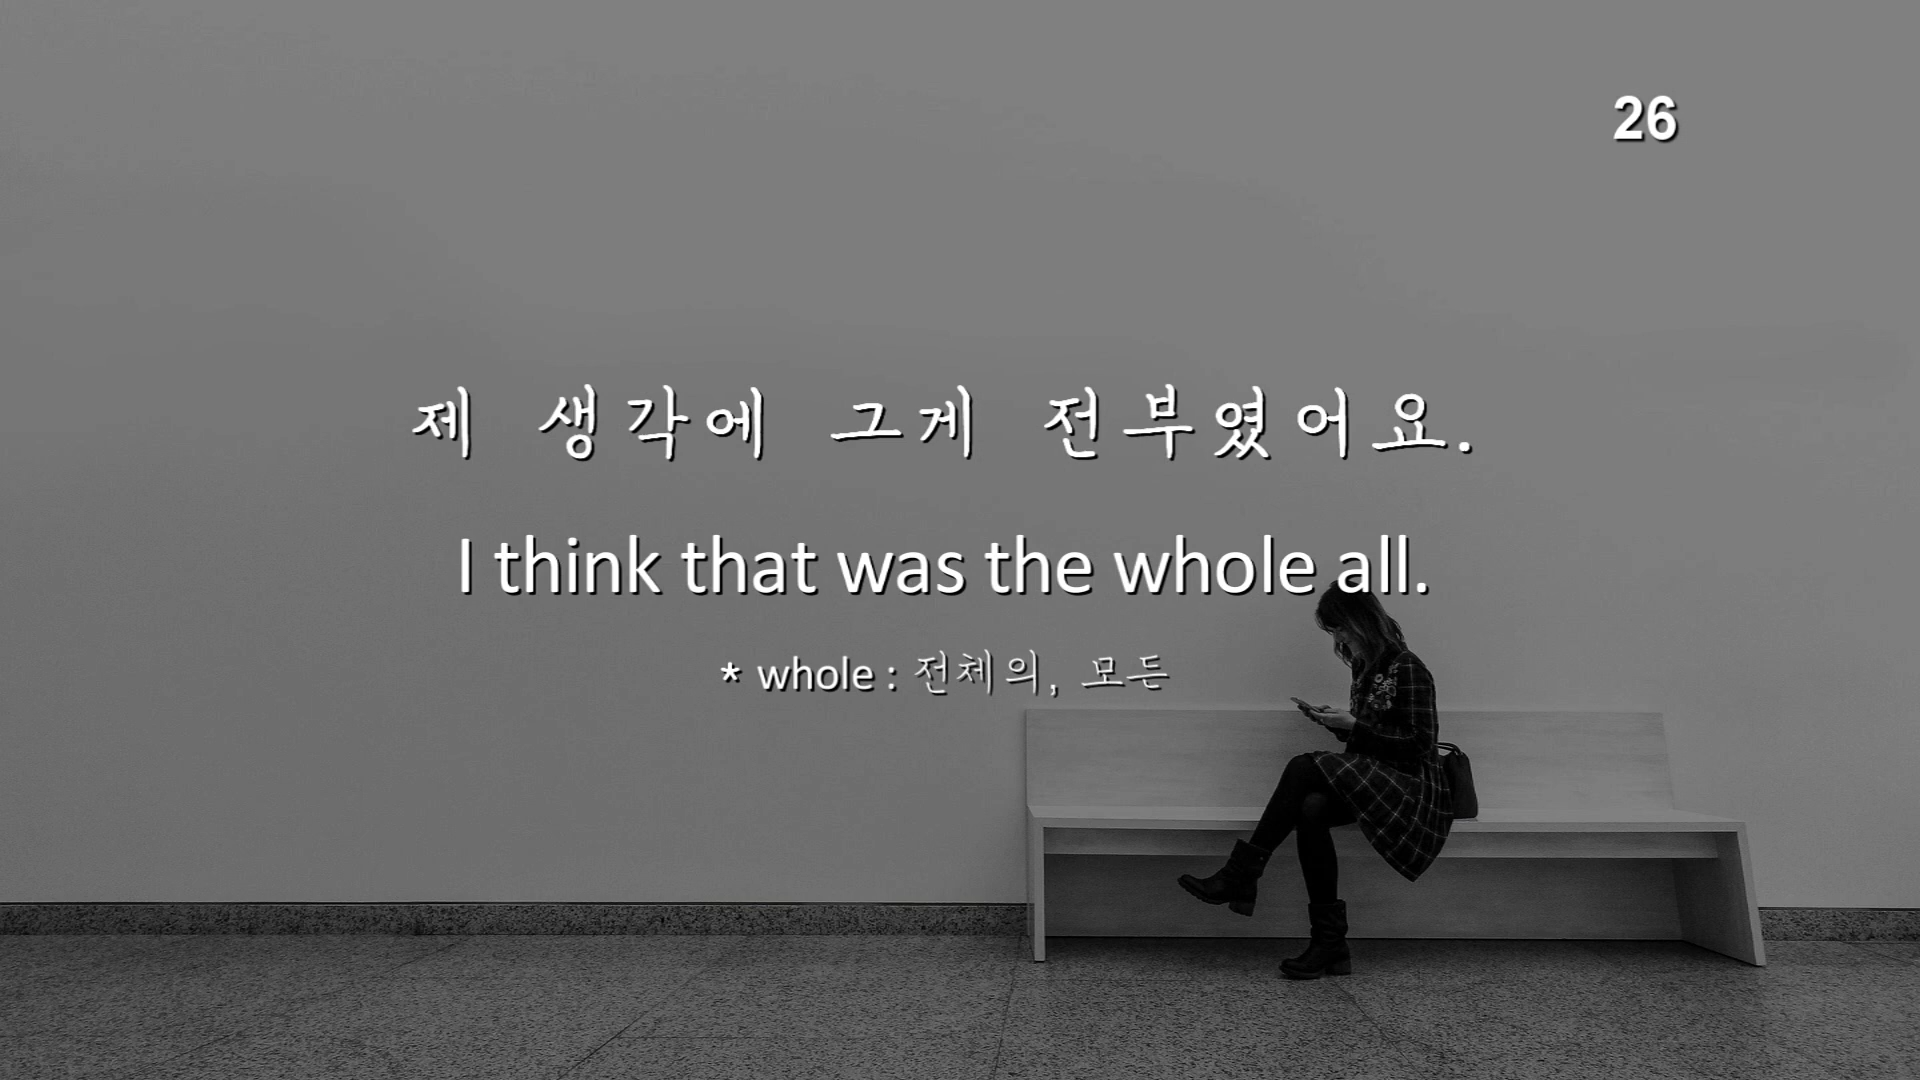 26
제 생각에 그게 전부였어요.
I think that was the whole all.
* whole : 전체의, 모든